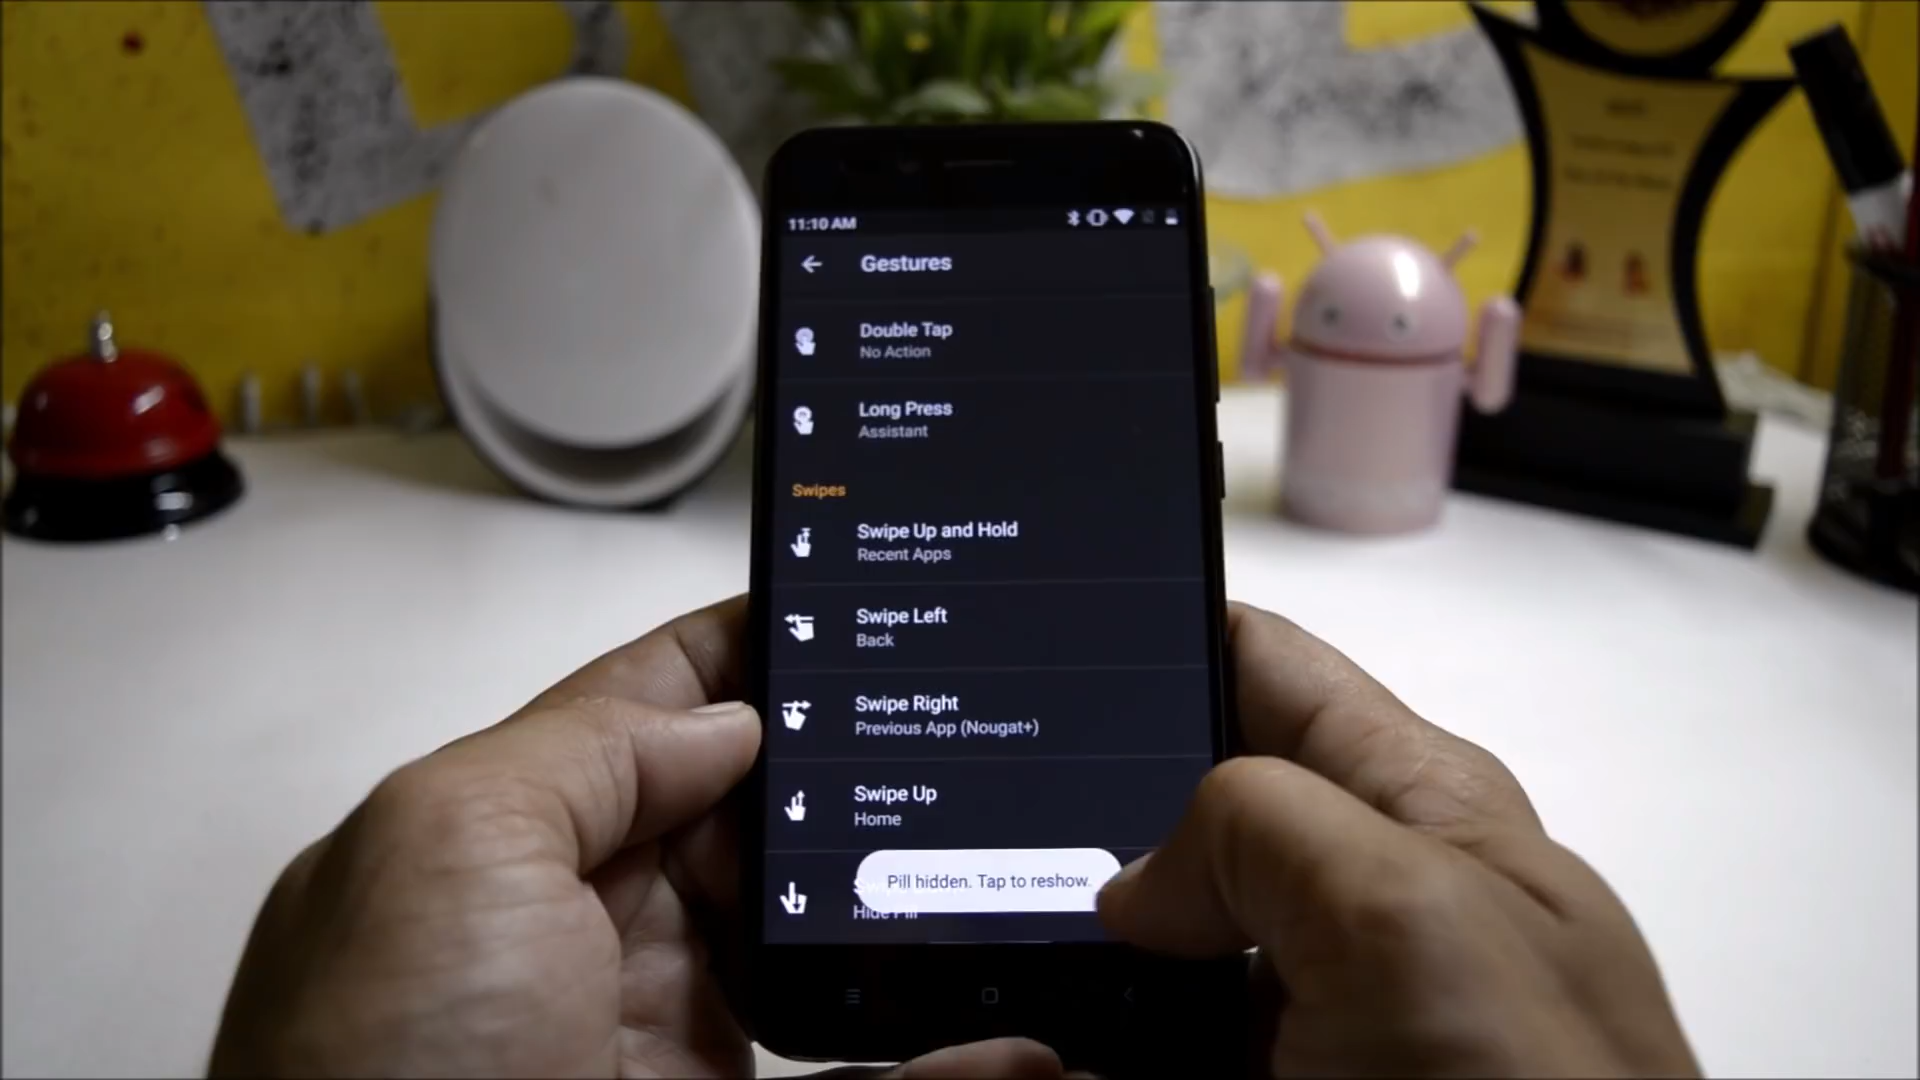 11:10 AM
Gestures
Double Tap
No Action
Long Press
Assistant
Swipes
Swipe Up and Hold
Recent Apps
Swipe Left
Back
Swipe Right
Previous App (Nougat+)
Swipe Up
Home
Pill hidden. Tap to reshow.
Hide Pill